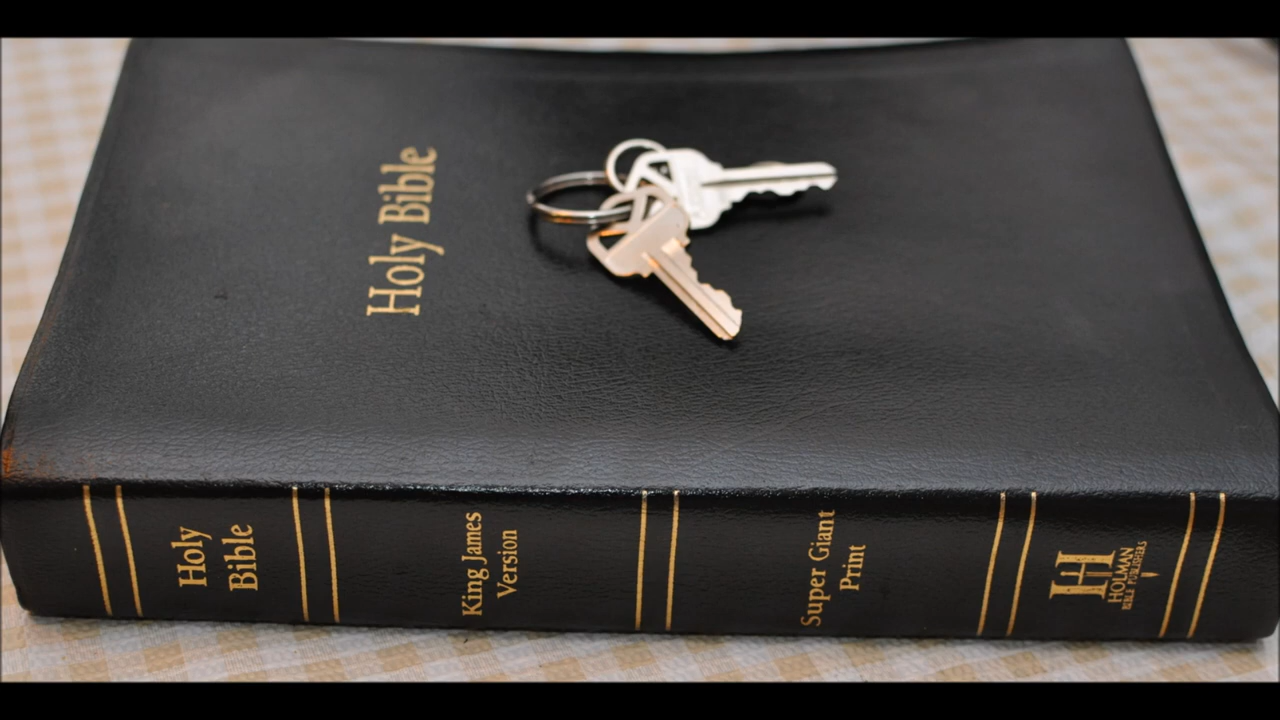 Holy Bible
Holy
Bible
King James
Version
Super Giant
Print
HOLMAN
BIBLE PUBLISHERS